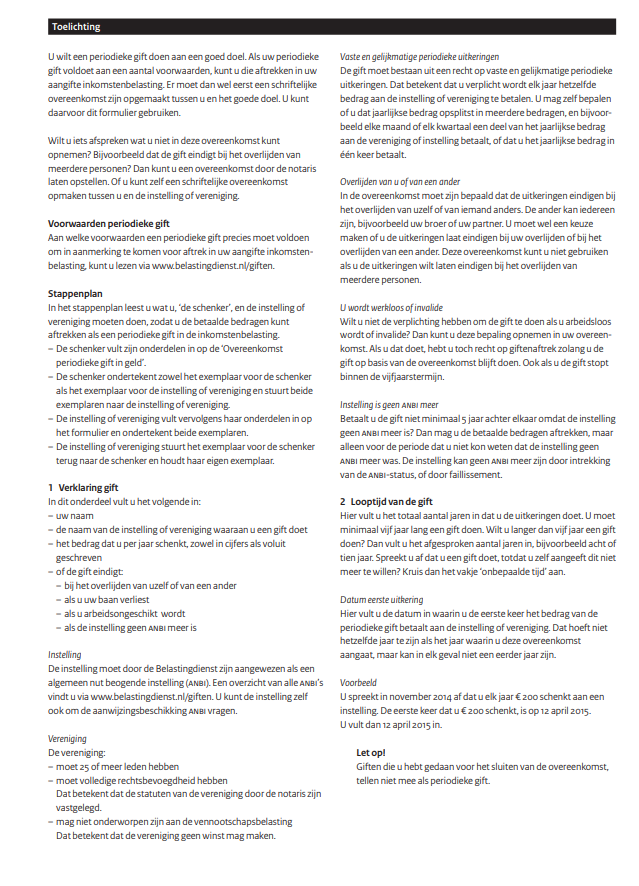 Toelichting
U wilt een periodieke gift doen aan een goed doel. Als uw periodieke
gift voldoet aan een aantal voorwaarden, kunt u die aftrekken in uw
aangifte inkomstenbelasting. Er moet dan wel eerst een schriftelijke
overeenkomst zijn opgemaakt tussen u en het goede doel. U kunt
daarvoor dit formulier gebruiken.
Wilt u iets afspreken wat u niet in deze overeenkomst kunt
opnemen? Bijvoorbeeld dat de gift eindigt bij het overlijden van
meerdere personen? Dan kunt u een overeenkomst door de notaris
laten opstellen. Of u kunt zelf een schriftelijke overeenkomst
opmaken tussen u en de instelling of vereniging.
Voorwaarden periodieke gift
Aan welke voorwaarden een periodieke gift precies moet voldoen
om in aanmerking te komen voor aftrek in uw aangifte inkomsten-
belasting, kunt u lezen via www.belastingdienst.nl/giften.
Stappenplan
In het stappenplan leest u wat u, ‘de schenker’, en de instelling of
vereniging moeten doen, zodat u de betaalde bedragen kunt
aftrekken als een periodieke gift in de inkomstenbelasting.
– De schenker vult zijn onderdelen in op de ‘Overeenkomst
periodieke gift in geld’.
– De schenker ondertekent zowel het exemplaar voor de schenker
als het exemplaar voor de instelling of vereniging en stuurt beide
exemplaren naar de instelling of vereniging.
– De instelling of vereniging vult vervolgens haar onderdelen in op
het formulier en ondertekent beide exemplaren.
– De instelling of vereniging stuurt het exemplaar voor de schenker
terug naar de schenker en houdt haar eigen exemplaar.
1 Verklaring gift
In dit onderdeel vult u het volgende in:
– uw naam
– de naam van de instelling of vereniging waaraan u een gift doet
– het bedrag dat u per jaar schenkt, zowel in cijfers als voluit
geschreven
– of de gift eindigt:
– bij het overlijden van uzelf of van een ander
– als u uw baan verliest
– als u arbeidsongeschikt wordt
– als de instelling geen ANBI meer is
Instelling
De instelling moet door de Belastingdienst zijn aangewezen als een
algemeen nut beogende instelling (ANBI). Een overzicht van alle ANBI’s
vindt u via www.belastingdienst.nl/giften. U kunt de instelling zelf
ook om de aanwijzingsbeschikking ANBI vragen.
Vereniging
De vereniging:
– moet 25 of meer leden hebben
– moet volledige rechtsbevoegdheid hebben
Dat betekent dat de statuten van de vereniging door de notaris zijn
vastgelegd.
– mag niet onderworpen zijn aan de vennootschapsbelasting
Dat betekent dat de vereniging geen winst mag maken.
Vaste en gelijkmatige periodieke uitkeringen
De gift moet bestaan uit een recht op vaste en gelijkmatige periodieke
uitkeringen. Dat betekent dat u verplicht wordt elk jaar hetzelfde
bedrag aan de instelling of vereniging te betalen. U mag zelf bepalen
of u dat jaarlijkse bedrag opsplitst in meerdere bedragen, en bijvoor-
beeld elke maand of elk kwartaal een deel van het jaarlijkse bedrag
aan de vereniging of instelling betaalt, of dat u het jaarlijkse bedrag in
één keer betaalt.
Overlijden van u of van een ander
In de overeenkomst moet zijn bepaald dat de uitkeringen eindigen bij
het overlijden van uzelf of van iemand anders. De ander kan iedereen
zijn, bijvoorbeeld uw broer of uw partner. U moet wel een keuze
maken of u de uitkeringen laat eindigen bij uw overlijden of bij het
overlijden van een ander. Deze overeenkomst kunt u niet gebruiken
als u de uitkeringen wilt laten eindigen bij het overlijden van
meerdere personen.
U wordt werkloos of invalide
Wilt u niet de verplichting hebben om de gift te doen als u arbeidsloos
wordt of invalide? Dan kunt u deze bepaling opnemen in uw overeen-
komst. Als u dat doet, hebt u toch recht op giftenaftrek zolang u de
gift op basis van de overeenkomst blijft doen. Ook als u de gift stopt
binnen de vijfjaarstermijn.
Instelling is geen ANBI meer
Betaalt u de gift niet minimaal 5 jaar achter elkaar omdat de instelling
geen ANBI meer is? Dan mag u de betaalde bedragen aftrekken, maar
alleen voor de periode dat u niet kon weten dat de instelling geen
ANBI meer was. De instelling kan geen ANBI meer zijn door intrekking
van de ANBI-status, of door faillissement.
2 Looptijd van de gift
Hier vult u het totaal aantal jaren in dat u de uitkeringen doet. U moet
minimaal vijf jaar lang een gift doen. Wilt u langer dan vijf jaar een gift
doen? Dan vult u het afgesproken aantal jaren in, bijvoorbeeld acht of
tien jaar. Spreekt u af dat u een gift doet, totdat u zelf aangeeft dit niet
meer te willen? Kruis dan het vakje ‘onbepaalde tijd’ aan.
Datum eerste uitkering
Hier vult u de datum in waarin u de eerste keer het bedrag van de
periodieke gift betaalt aan de instelling of vereniging. Dat hoeft niet
hetzelfde jaar te zijn als het jaar waarin u deze overeenkomst
aangaat, maar kan in elk geval niet een eerder jaar zijn.
Voorbeeld
U spreekt in november 2014 af dat u elk jaar € 200 schenkt aan een
instelling. De eerste keer dat u € 200 schenkt, is op 12 april 2015.
U vult dan 12 april 2015 in.
Let op!
Giften die u hebt gedaan voor het sluiten van de overeenkomst,
tellen niet mee als periodieke gift.